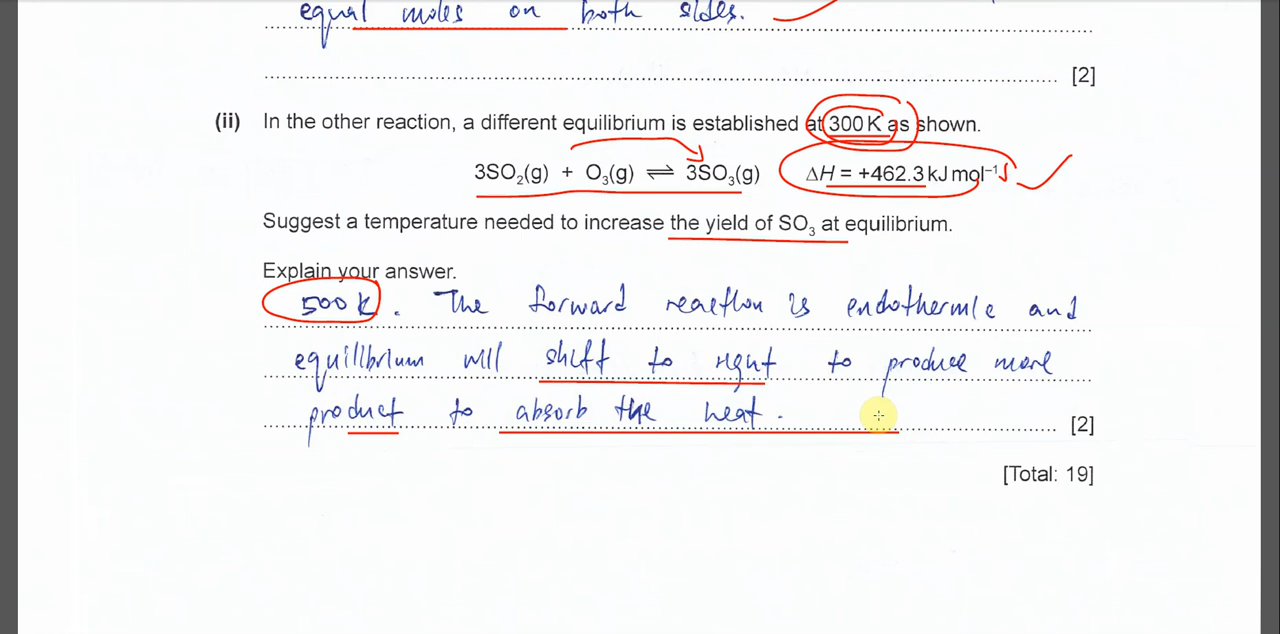 equal moles on both sides.
[2]
(ii) In the other reaction, a different equilibrium is established at 300 K as shown.
3SO₂(g) + O₃(g) ⇌ 3SO₃(g) ΔH = +462.3 kJ mol⁻¹
Suggest a temperature needed to increase the yield of SO₃ at equilibrium.
Explain your answer.
500 K. The forward reaction is endothermic and
equilibrium will shift to right to produce more
product to absorb the heat.
[2]
[Total: 19]